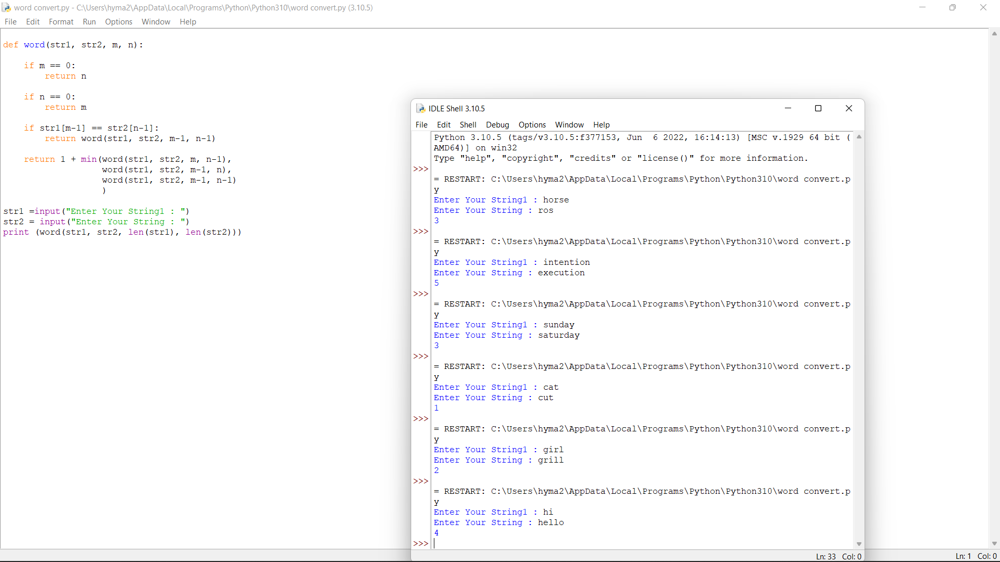 word convert.py - C:\Users\hyma2\AppData\Local\Programs\Python\Python310\word convert.py (3.10.5)
File Edit Format Run Options Window Help
def word(str1, str2, m, n):
if m == 0:
return n
if n == 0:
return m
if str1[m-1] == str2[n-1]:
return word(str1, str2, m-1, n-1)
return 1 + min(word(str1, str2, m, n-1),
word(str1, str2, m-1, n),
word(str1, str2, m-1, n-1)
)
str1 =input("Enter Your String1 : ")
str2 = input("Enter Your String : ")
print (word(str1, str2, len(str1), len(str2)))
IDLE Shell 3.10.5
File Edit Shell Debug Options Window Help
Python 3.10.5 (tags/v3.10.5:f377153, Jun  6 2022, 16:14:13) [MSC v.1929 64 bit (
AMD64)] on win32
Type "help", "copyright", "credits" or "license()" for more information.
>>>
= RESTART: C:\Users\hyma2\AppData\Local\Programs\Python\Python310\word convert.p
y
Enter Your String1 : horse
Enter Your String : ros
3
>>>
= RESTART: C:\Users\hyma2\AppData\Local\Programs\Python\Python310\word convert.p
y
Enter Your String1 : intention
Enter Your String : execution
5
>>>
= RESTART: C:\Users\hyma2\AppData\Local\Programs\Python\Python310\word convert.p
y
Enter Your String1 : sunday
Enter Your String : saturday
3
>>>
= RESTART: C:\Users\hyma2\AppData\Local\Programs\Python\Python310\word convert.p
y
Enter Your String1 : cat
Enter Your String : cut
1
>>>
= RESTART: C:\Users\hyma2\AppData\Local\Programs\Python\Python310\word convert.p
y
Enter Your String1 : girl
Enter Your String : grill
2
>>>
= RESTART: C:\Users\hyma2\AppData\Local\Programs\Python\Python310\word convert.p
y
Enter Your String1 : hi
Enter Your String : hello
4
>>>
Ln: 33 Col: 0
Ln: 1 Col: 0